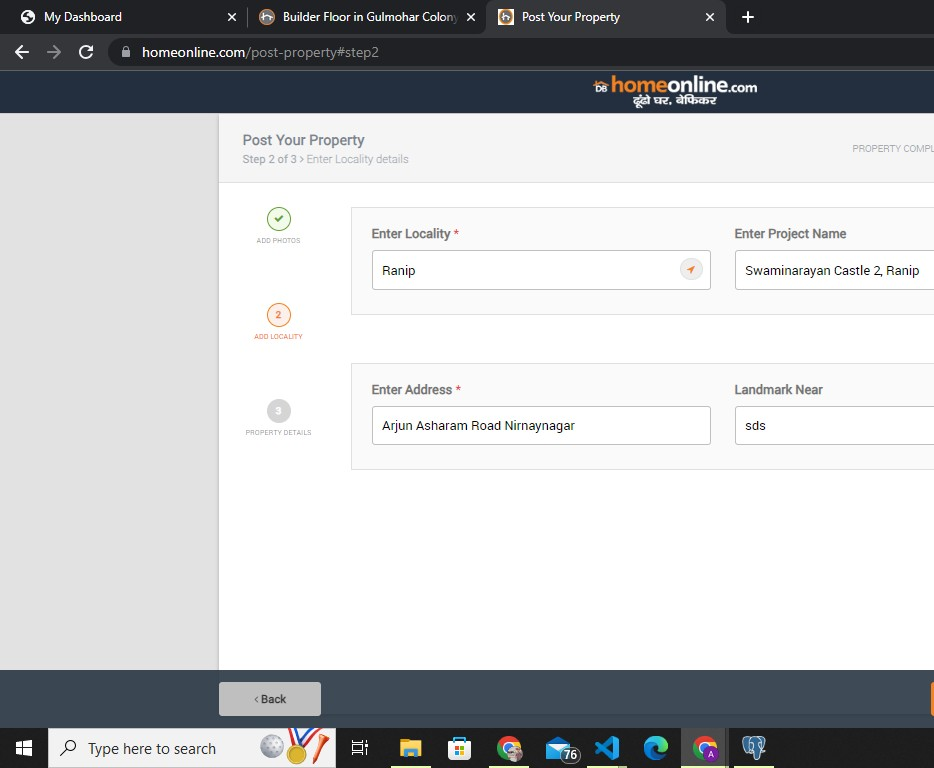 My Dashboard
Builder Floor in Gulmohar Colony
Post Your Property
homeonline.com/post-property#step2
DB homeonline.com
ढूंढो घर, बेफिकर
Post Your Property
Step 2 of 3 > Enter Locality details
PROPERTY COMPL
ADD PHOTOS
2
ADD LOCALITY
3
PROPERTY DETAILS
Enter Locality *
Ranip
Enter Project Name
Swaminarayan Castle 2, Ranip
Enter Address *
Arjun Asharam Road Nirnaynagar
Landmark Near
sds
‹ Back
Type here to search
76
A